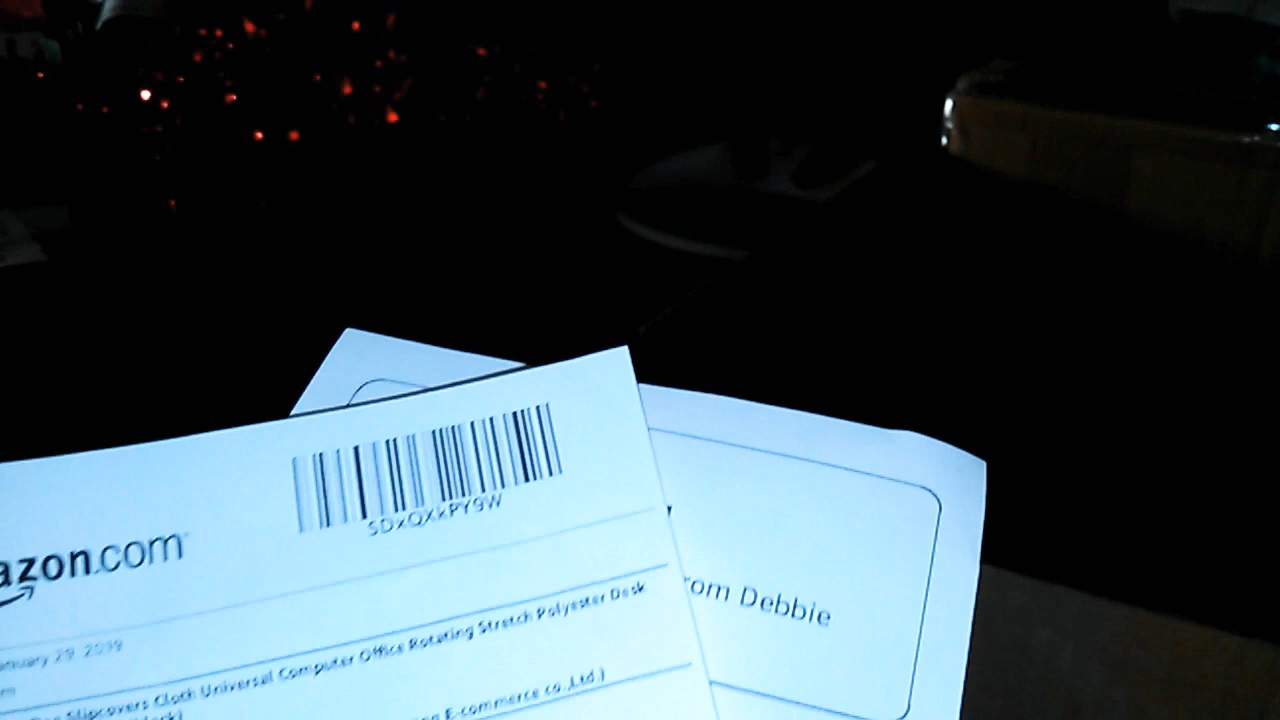 SDxQXkPY9W
azon.com
anuary 29, 2019
Slipcovers Cloth Universal Computer Office Rotating Stretch Polyester Desk
E-commerce co.,Ltd.)
rom Debbie